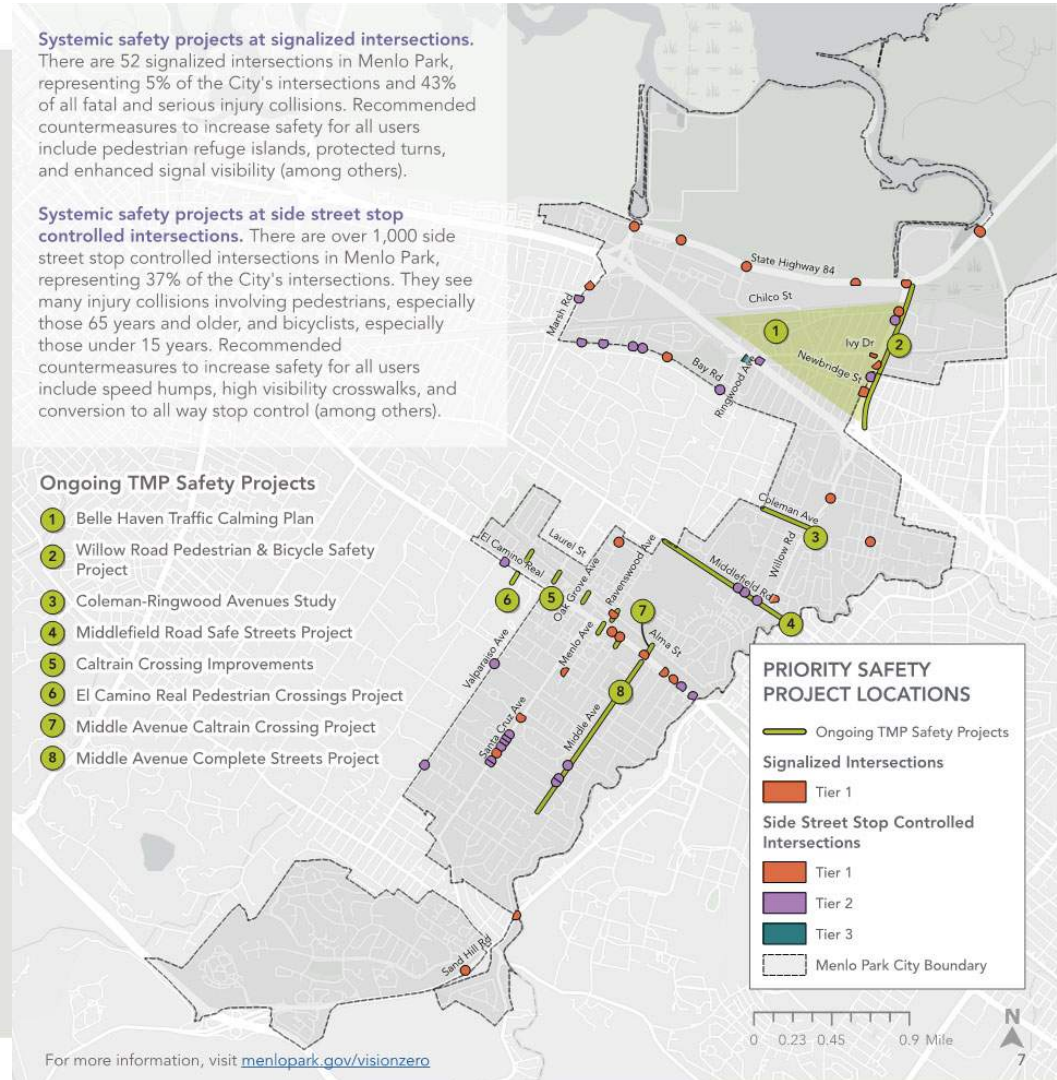 Systemic safety projects at signalized intersections.
There are 52 signalized intersections in Menlo Park,
representing 5% of the City's intersections and 43%
of all fatal and serious injury collisions. Recommended
countermeasures to increase safety for all users
include pedestrian refuge islands, protected turns,
and enhanced signal visibility (among others).
Systemic safety projects at side street stop
controlled intersections. There are over 1,000 side
street stop controlled intersections in Menlo Park,
representing 37% of the City's intersections. They see
many injury collisions involving pedestrians, especially
those 65 years and older, and bicyclists, especially
those under 15 years. Recommended
countermeasures to increase safety for all users
include speed humps, high visibility crosswalks, and
conversion to all way stop control (among others).
State Highway 84
Chilco St
Marsh Rd
1
Ivy Dr
2
Newbridge St
Bay Rd
Ringwood Ave
Ongoing TMP Safety Projects
1 Belle Haven Traffic Calming Plan
2 Willow Road Pedestrian & Bicycle Safety
Project
3 Coleman-Ringwood Avenues Study
4 Middlefield Road Safe Streets Project
5 Caltrain Crossing Improvements
6 El Camino Real Pedestrian Crossings Project
7 Middle Avenue Caltrain Crossing Project
8 Middle Avenue Complete Streets Project
Coleman Ave
3
Willow Rd
El Camino Real
Laurel St
Oak Grove Ave
Ravenswood Ave
Middlefield Rd
6
5
7
4
Menlo Ave
Alma St
Valparaiso Ave
8
Santa Cruz Ave
Middle Ave
Sand Hill Rd
PRIORITY SAFETY
PROJECT LOCATIONS
Ongoing TMP Safety Projects
Signalized Intersections
Tier 1
Side Street Stop Controlled
Intersections
Tier 1
Tier 2
Tier 3
Menlo Park City Boundary
0 0.23 0.45 0.9 Mile
N
For more information, visit menlopark.gov/visionzero
7